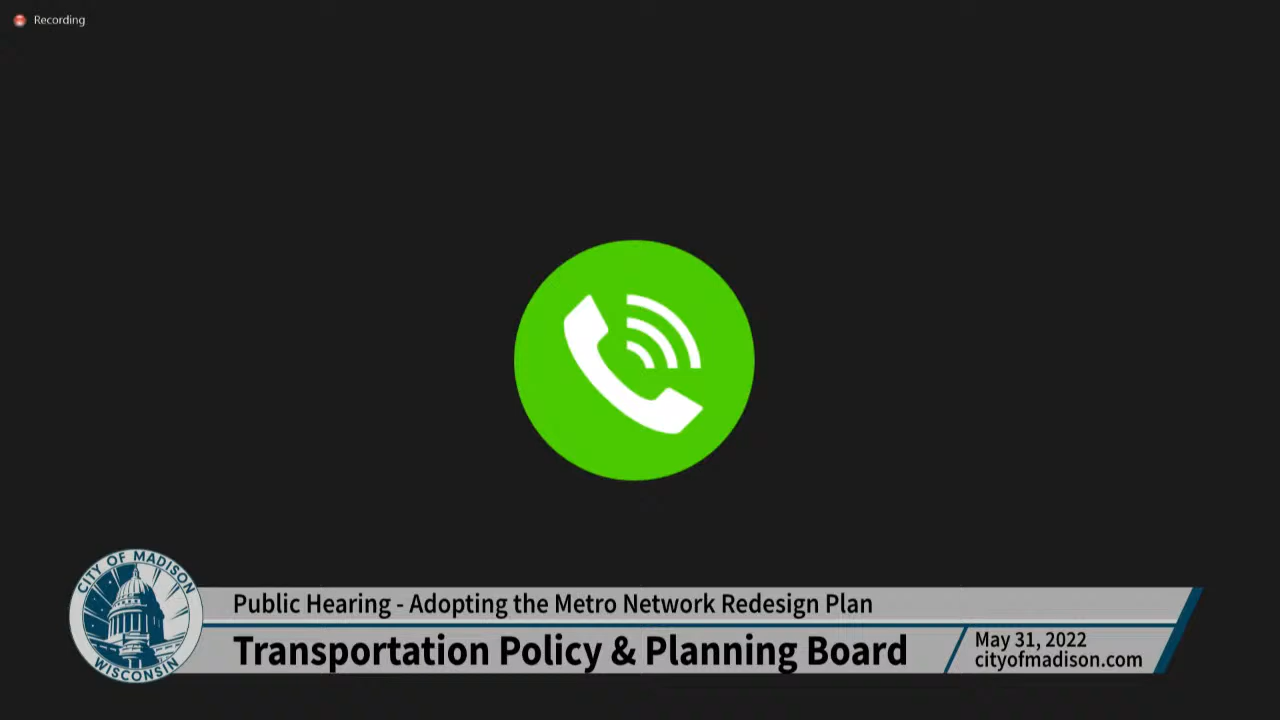 Recording
Public Hearing - Adopting the Metro Network Redesign Plan
Transportation Policy & Planning Board
May 31, 2022
cityofmadison.com
CITY OF MADISON
WISCONSIN